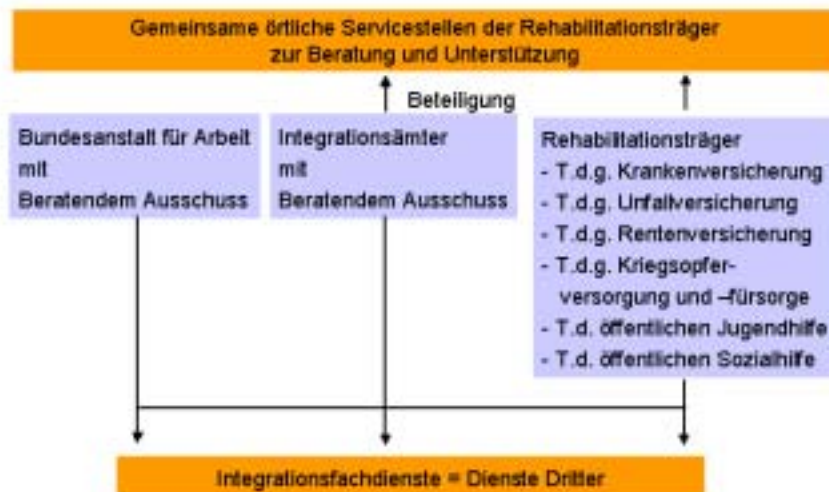 Gemeinsame örtliche Servicestellen der Rehabilitationsträger
zur Beratung und Unterstützung
Beteiligung
Bundesanstalt für Arbeit
mit
Beratendem Ausschuss
Integrationsämter
mit
Beratendem Ausschuss
Rehabilitationsträger
- T.d.g. Krankenversicherung
- T.d.g. Unfallversicherung
- T.d.g. Rentenversicherung
- T.d.g. Kriegsopfer-
versorgung und –fürsorge
- T.d. öffentlichen Jugendhilfe
- T.d. öffentlichen Sozialhilfe
Integrationsfachdienste = Dienste Dritter